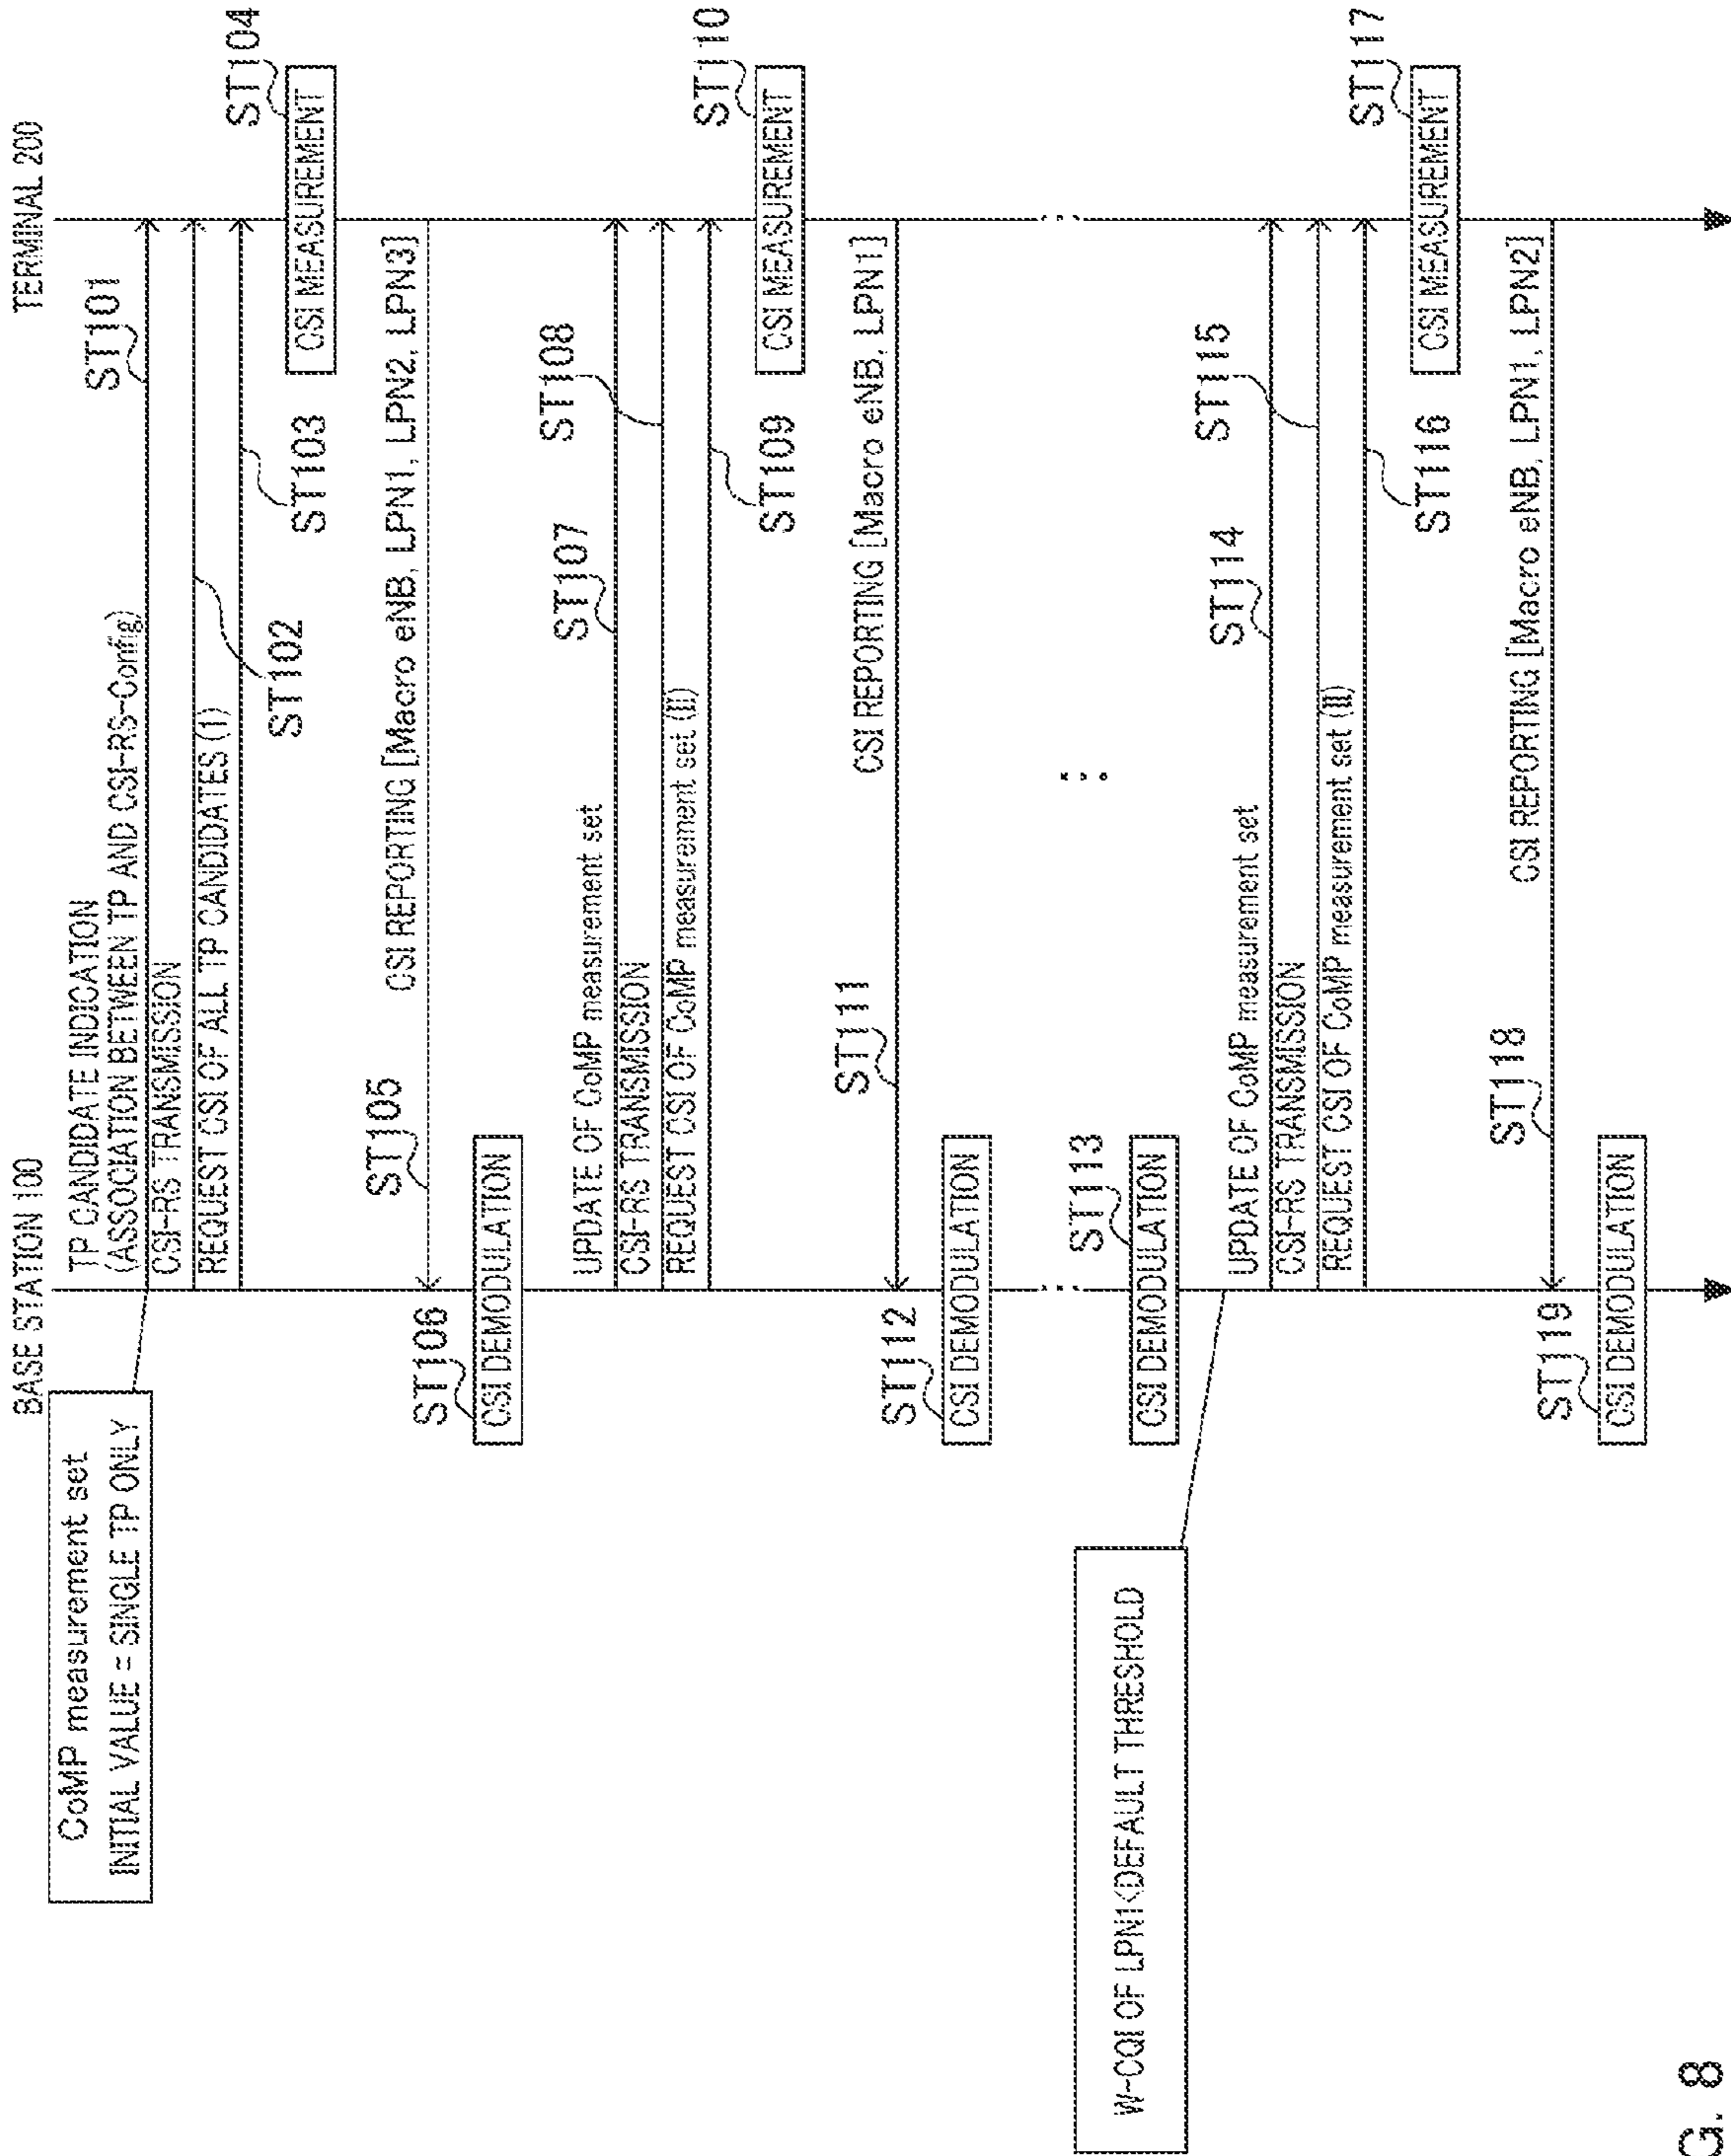 BASE STATION 100
TERMINAL 200
CoMP measurement set
INITIAL VALUE = SINGLE TP ONLY
TP CANDIDATE INDICATION
(ASSOCIATION BETWEEN TP AND CSI-RS-Config)
ST101
CSI-RS TRANSMISSION
ST102
REQUEST CSI OF ALL TP CANDIDATES (I)
ST103
ST104
CSI MEASUREMENT
ST105
CSI REPORTING [Macro eNB, LPN1, LPN2, LPN3]
ST106
CSI DEMODULATION
UPDATE OF CoMP measurement set
ST107
CSI-RS TRANSMISSION
ST108
REQUEST CSI OF CoMP measurement set (II)
ST109
ST110
CSI MEASUREMENT
ST111
CSI REPORTING [Macro eNB, LPN1]
ST112
CSI DEMODULATION
ST113
CSI DEMODULATION
W-CQI OF LPN1<DEFAULT THRESHOLD
UPDATE OF CoMP measurement set
ST114
CSI-RS TRANSMISSION
ST115
REQUEST CSI OF CoMP measurement set (II)
ST116
ST117
CSI MEASUREMENT
ST118
CSI REPORTING [Macro eNB, LPN1, LPN2]
ST119
CSI DEMODULATION
G. 8